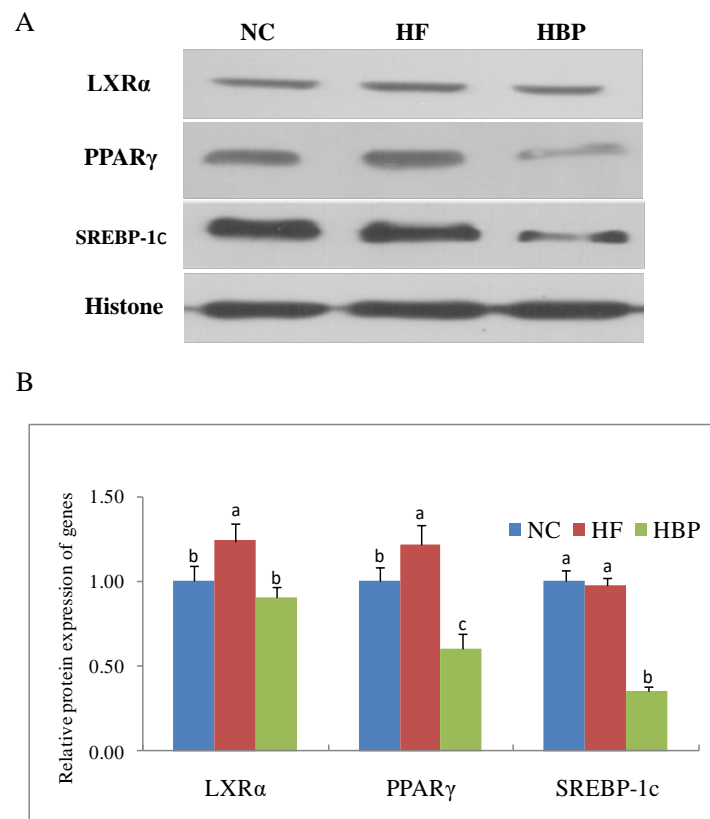 A
NC HF HBP
LXRα
PPARγ
SREBP-1c
Histone
B
Relative protein expression of genes
1.50
1.00
0.50
0.00
NC HF HBP
b a b
b a c
a a b
LXRα PPARγ SREBP-1c